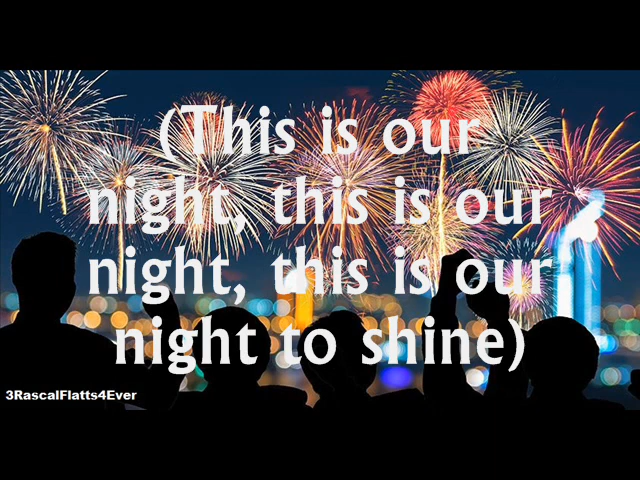 (This is our
night, this is our
night, this is our
night to shine)
3RascalFlatts4Ever